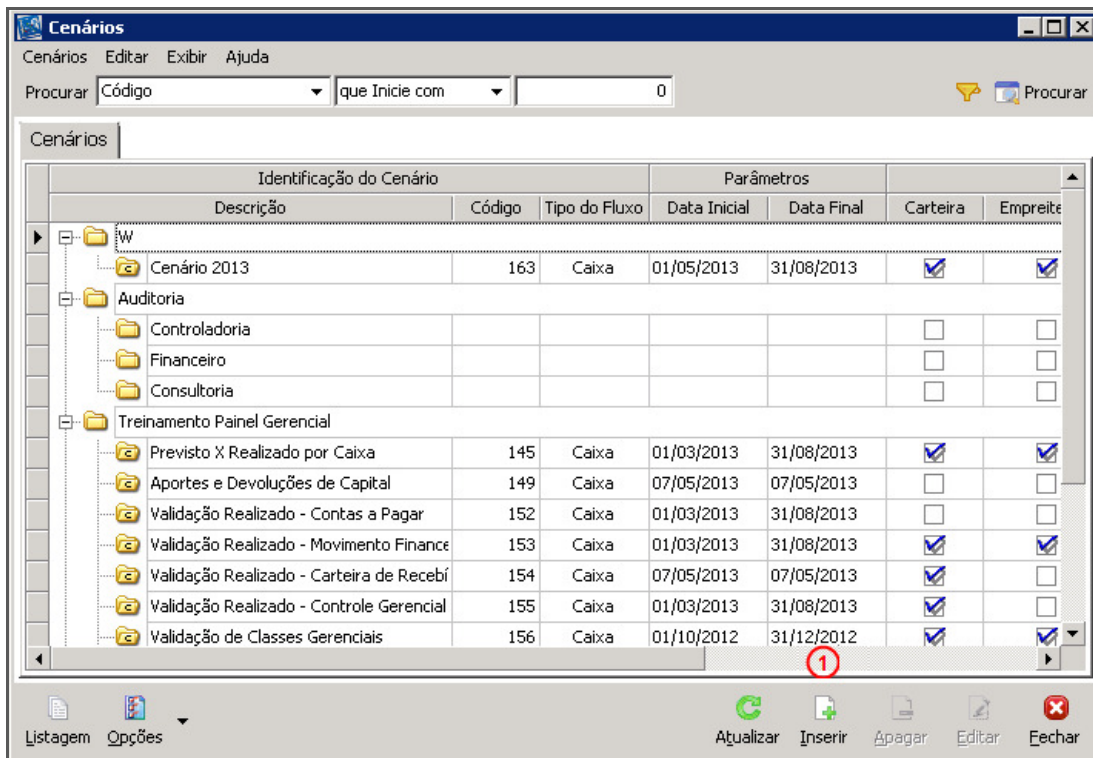 Cenários
Cenários Editar Exibir Ajuda
Procurar Código que Inicie com 0 Procurar
Cenários
Identificação do Cenário Parâmetros
Descrição Código Tipo do Fluxo Data Inicial Data Final Carteira Empreite
W
Cenário 2013 163 Caixa 01/05/2013 31/08/2013
Auditoria
Controladoria
Financeiro
Consultoria
Treinamento Painel Gerencial
Previsto X Realizado por Caixa 145 Caixa 01/03/2013 31/08/2013
Aportes e Devoluções de Capital 149 Caixa 07/05/2013 07/05/2013
Validação Realizado - Contas a Pagar 152 Caixa 01/03/2013 31/08/2013
Validação Realizado - Movimento Finance 153 Caixa 01/03/2013 31/08/2013
Validação Realizado - Carteira de Recebí 154 Caixa 07/05/2013 07/05/2013
Validação Realizado - Controle Gerencial 155 Caixa 01/03/2013 31/08/2013
Validação de Classes Gerenciais 156 Caixa 01/10/2012 31/12/2012
1
Listagem Opções Atualizar Inserir Apagar Editar Fechar